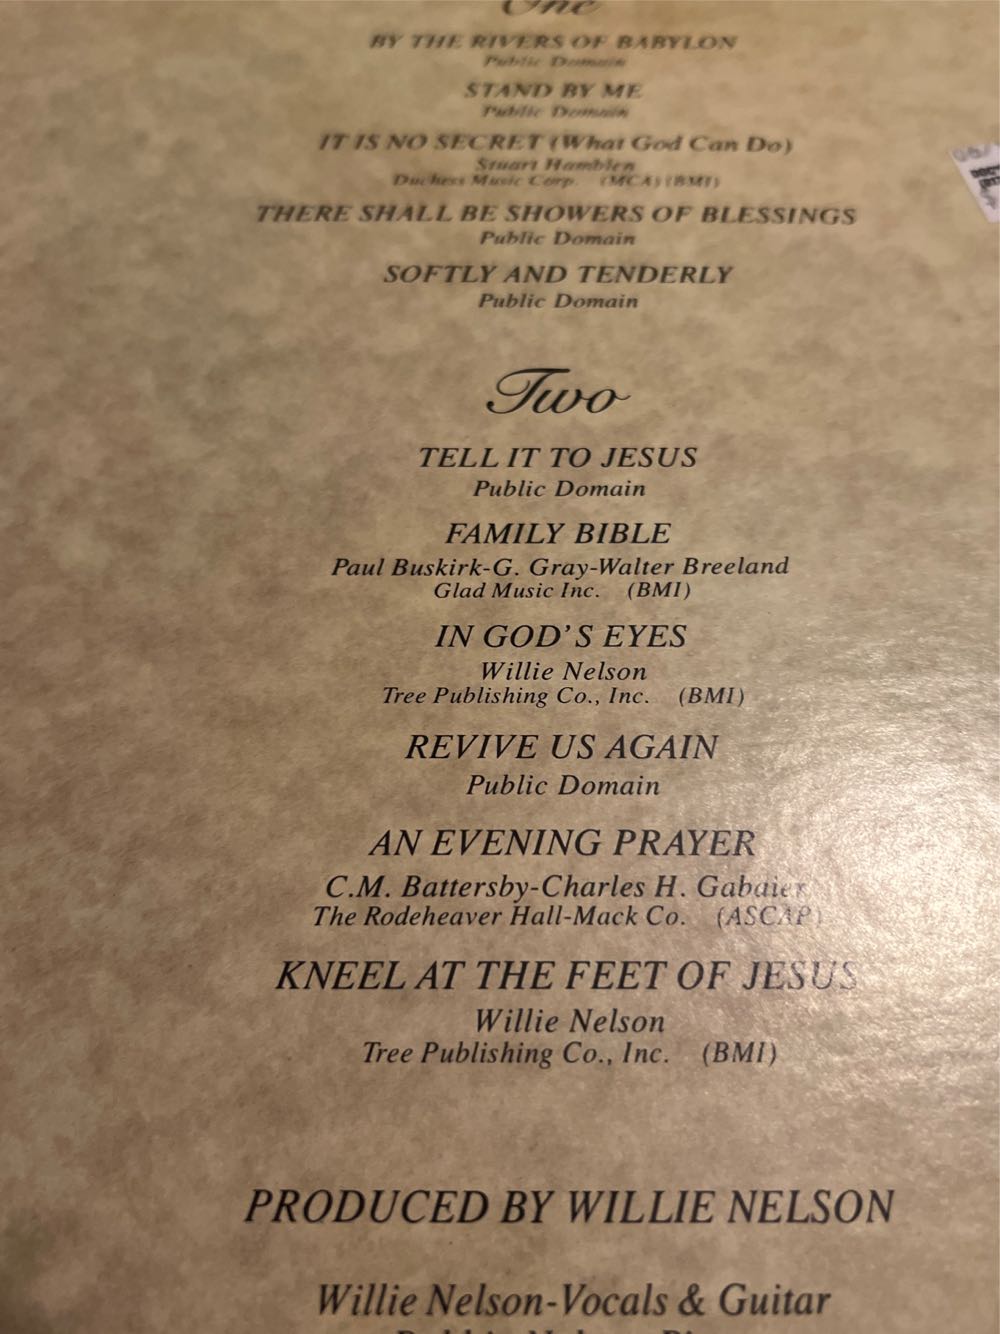 One
BY THE RIVERS OF BABYLON
Public Domain
STAND BY ME
Public Domain
IT IS NO SECRET (What God Can Do)
Stuart Hamblen
Duchess Music Corp. (MCA) (BMI)
THERE SHALL BE SHOWERS OF BLESSINGS
Public Domain
SOFTLY AND TENDERLY
Public Domain
Two
TELL IT TO JESUS
Public Domain
FAMILY BIBLE
Paul Buskirk-G. Gray-Walter Breeland
Glad Music Inc. (BMI)
IN GOD'S EYES
Willie Nelson
Tree Publishing Co., Inc. (BMI)
REVIVE US AGAIN
Public Domain
AN EVENING PRAYER
C.M. Battersby-Charles H. Gabaier
The Rodeheaver Hall-Mack Co. (ASCAP)
KNEEL AT THE FEET OF JESUS
Willie Nelson
Tree Publishing Co., Inc. (BMI)
PRODUCED BY WILLIE NELSON
Willie Nelson-Vocals & Guitar